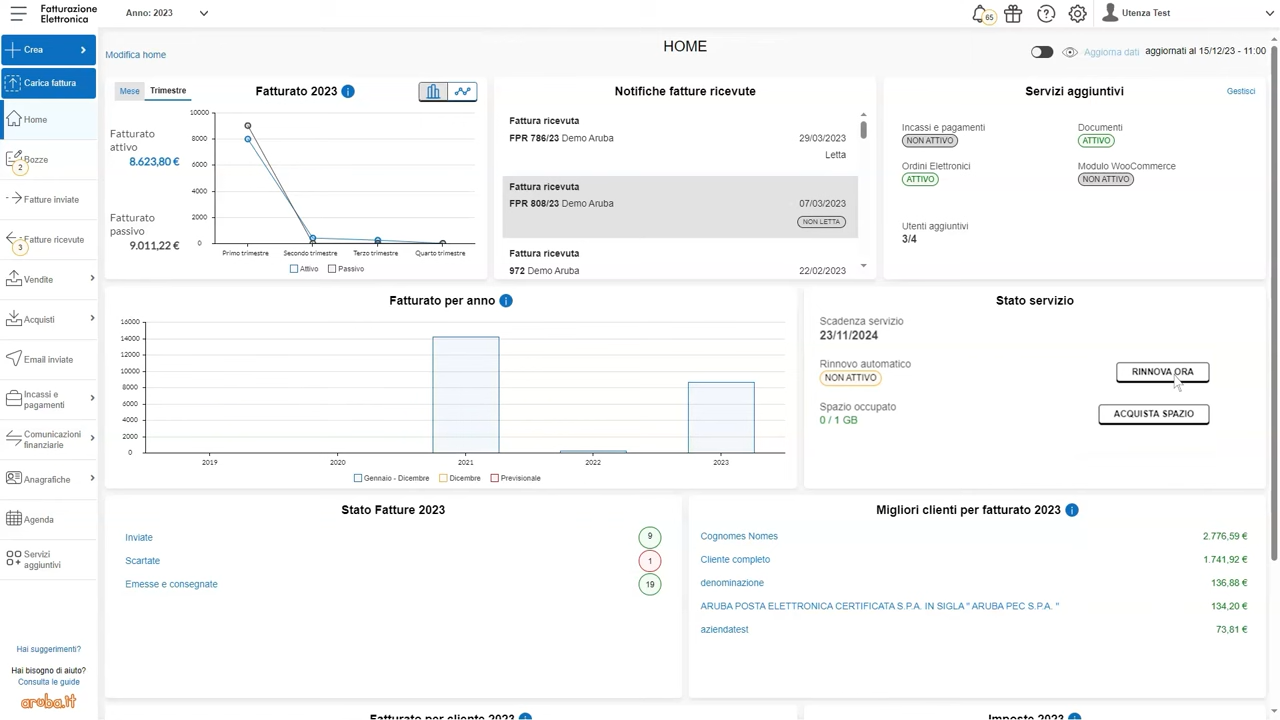 Fatturazione
Elettronica
Anno: 2023
65
Utenza Test
Crea
Carica fattura
Home
Bozze
2
Fatture inviate
Fatture ricevute
3
Vendite
Acquisti
Email inviate
Incassi e
pagamenti
Comunicazioni
finanziarie
Anagrafiche
Agenda
Servizi
aggiuntivi
Hai suggerimenti?
Hai bisogno di aiuto?
Consulta le guide
aruba.it
Modifica home
HOME
Aggiorna dati aggiornati al 15/12/23 - 11:00
Mese Trimestre
Fatturato 2023
Fatturato
attivo
8.623,80 €
Fatturato
passivo
9.011,22 €
10000
8000
6000
4000
2000
0
Primo trimestre Secondo trimestre Terzo trimestre Quarto trimestre
Attivo Passivo
Notifiche fatture ricevute
Fattura ricevuta
FPR 786/23 Demo Aruba 29/03/2023
Letta
Fattura ricevuta
FPR 808/23 Demo Aruba 07/03/2023
NON LETTA
Fattura ricevuta
972 Demo Aruba 22/02/2023
Servizi aggiuntivi
Gestisci
Incassi e pagamenti
NON ATTIVO
Documenti
ATTIVO
Ordini Elettronici
ATTIVO
Modulo WooCommerce
NON ATTIVO
Utenti aggiuntivi
3/4
Fatturato per anno
16000
14000
12000
10000
8000
6000
4000
2000
0
2019 2020 2021 2022 2023
Gennaio - Dicembre Dicembre Previsionale
Stato servizio
Scadenza servizio
23/11/2024
Rinnovo automatico
NON ATTIVO
RINNOVA ORA
Spazio occupato
0 / 1 GB
ACQUISTA SPAZIO
Stato Fatture 2023
Inviate 9
Scartate 1
Emesse e consegnate 19
Migliori clienti per fatturato 2023
Cognomes Nomes 2.776,59 €
Cliente completo 1.741,92 €
denominazione 136,88 €
ARUBA POSTA ELETTRONICA CERTIFICATA S.P.A. IN SIGLA " ARUBA PEC S.P.A. " 134,20 €
aziendatest 73,81 €
Fatturato per cliente 2023
Imposte 2023